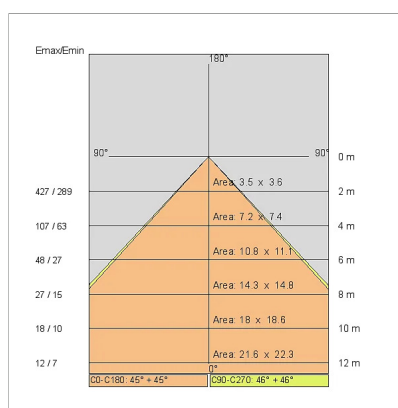 Emax/Emin
180°
90° 90° 0 m
Area: 3.5 x 3.6
427 / 289 2 m
Area: 7.2 x 7.4
107 / 63 4 m
Area: 10.8 x 11.1
48 / 27 6 m
Area: 14.3 x 14.8
27 / 15 8 m
Area: 18 x 18.6
18 / 10 10 m
Area: 21.6 x 22.3
12 / 7 12 m
0°
C0-C180: 45° + 45° C90-C270: 46° + 46°